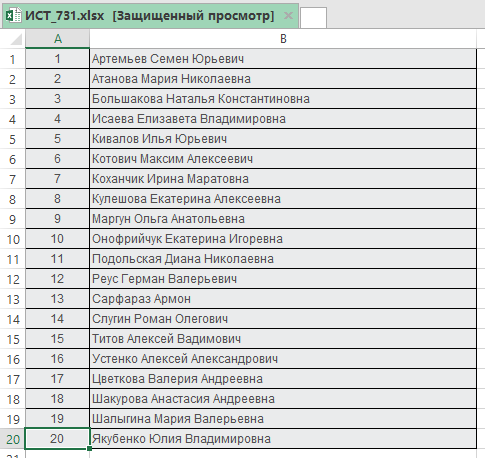 ИСТ_731.xlsx [Защищенный просмотр]
A B
1 1 Артемьев Семен Юрьевич
2 2 Атанова Мария Николаевна
3 3 Большакова Наталья Константиновна
4 4 Исаева Елизавета Владимировна
5 5 Кивалов Илья Юрьевич
6 6 Котович Максим Алексеевич
7 7 Коханчик Ирина Маратовна
8 8 Кулешова Екатерина Алексеевна
9 9 Маргун Ольга Анатольевна
10 10 Онофрийчук Екатерина Игоревна
11 11 Подольская Диана Николаевна
12 12 Реус Герман Валерьевич
13 13 Сарфараз Армон
14 14 Слугин Роман Олегович
15 15 Титов Алексей Вадимович
16 16 Устенко Алексей Александрович
17 17 Цветкова Валерия Андреевна
18 18 Шакурова Анастасия Андреевна
19 19 Шалыгина Мария Валерьевна
20 20 Якубенко Юлия Владимировна